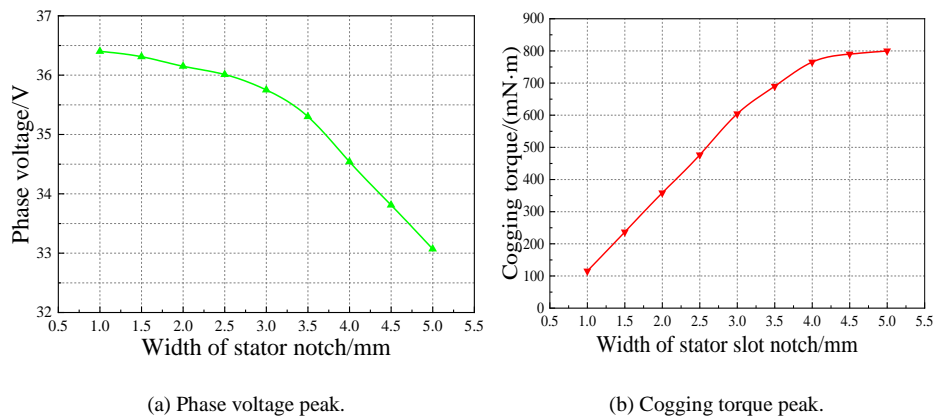 Phase voltage/V
37
36
35
34
33
32
0.5 1.0 1.5 2.0 2.5 3.0 3.5 4.0 4.5 5.0 5.5
Width of stator notch/mm
(a) Phase voltage peak.
Cogging torque/(mN·m)
900
800
700
600
500
400
300
200
100
0
0.5 1.0 1.5 2.0 2.5 3.0 3.5 4.0 4.5 5.0 5.5
Width of stator slot notch/mm
(b) Cogging torque peak.